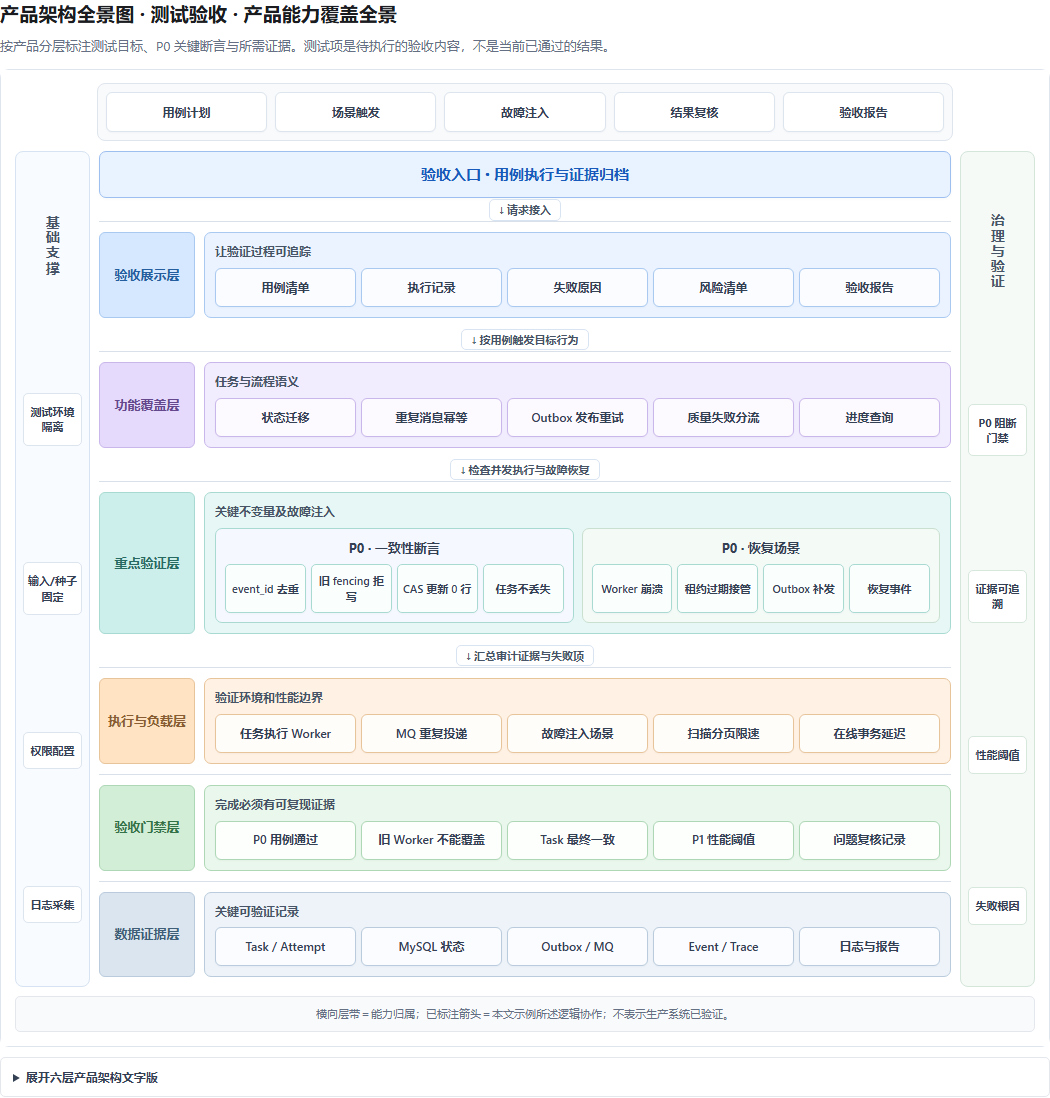 产品架构全景图 · 测试验收 · 产品能力覆盖全景
按产品分层标注测试目标、P0 关键断言与所需证据。测试项是待执行的验收内容，不是当前已通过的结果。
用例计划
场景触发
故障注入
结果复核
验收报告
基础支撑
测试环境
隔离
输入/种子
固定
权限配置
日志采集
验收入口 · 用例执行与证据归档
↓ 请求接入
验收展示层
让验证过程可追踪
用例清单
执行记录
失败原因
风险清单
验收报告
↓ 按用例触发目标行为
功能覆盖层
任务与流程语义
状态迁移
重复消息幂等
Outbox 发布重试
质量失败分流
进度查询
↓ 检查并发执行与故障恢复
重点验证层
关键不变量及故障注入
P0 · 一致性断言
event_id 去重
旧 fencing 拒
写
CAS 更新 0 行
任务不丢失
P0 · 恢复场景
Worker 崩溃
租约过期接管
Outbox 补发
恢复事件
↓ 汇总审计证据与失败项
执行与负载层
验证环境和性能边界
任务执行 Worker
MQ 重复投递
故障注入场景
扫描分页限速
在线事务延迟
验收门禁层
完成必须有可复现证据
P0 用例通过
旧 Worker 不能覆盖
Task 最终一致
P1 性能阈值
问题复核记录
数据证据层
关键可验证记录
Task / Attempt
MySQL 状态
Outbox / MQ
Event / Trace
日志与报告
治理与验证
P0 阻断
门禁
证据可追
溯
性能阈值
失败根因
横向层带＝能力归属；已标注箭头＝本文示例所述逻辑协作；不表示生产系统已验证。
▶ 展开六层产品架构文字版